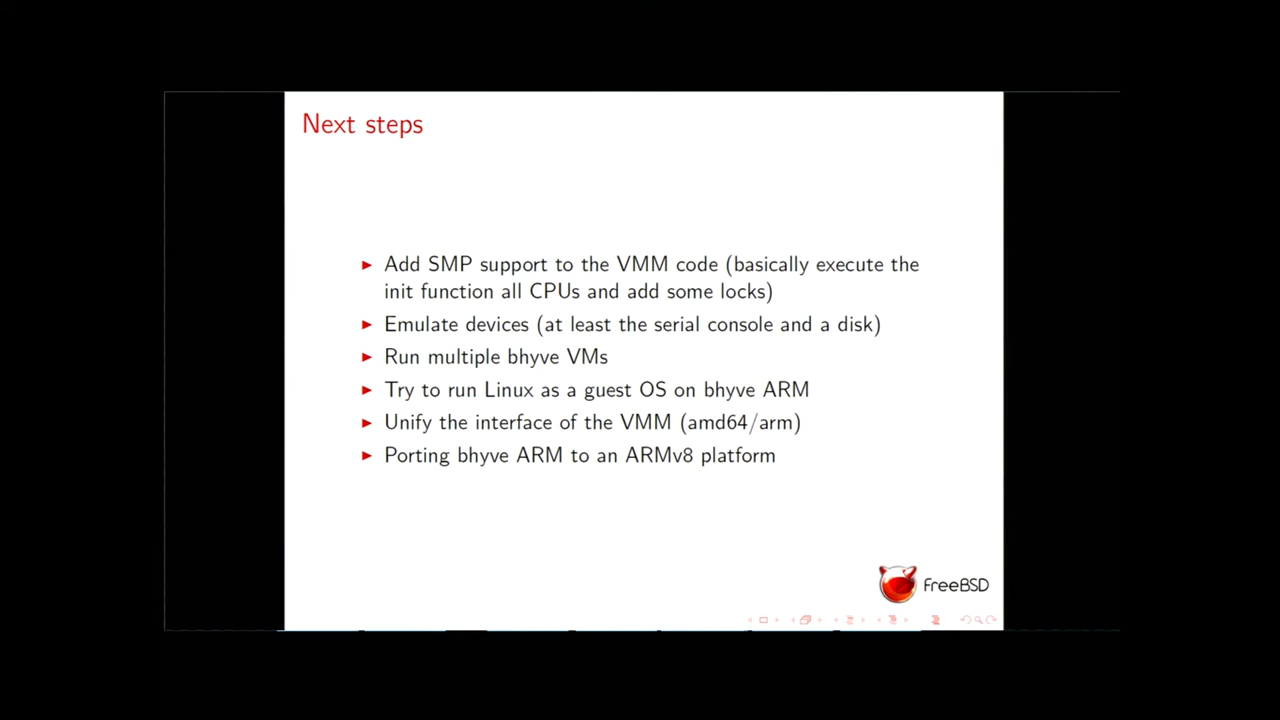 Next steps
Add SMP support to the VMM code (basically execute the
init function all CPUs and add some locks)
Emulate devices (at least the serial console and a disk)
Run multiple bhyve VMs
Try to run Linux as a guest OS on bhyve ARM
Unify the interface of the VMM (amd64/arm)
Porting bhyve ARM to an ARMv8 platform
FreeBSD